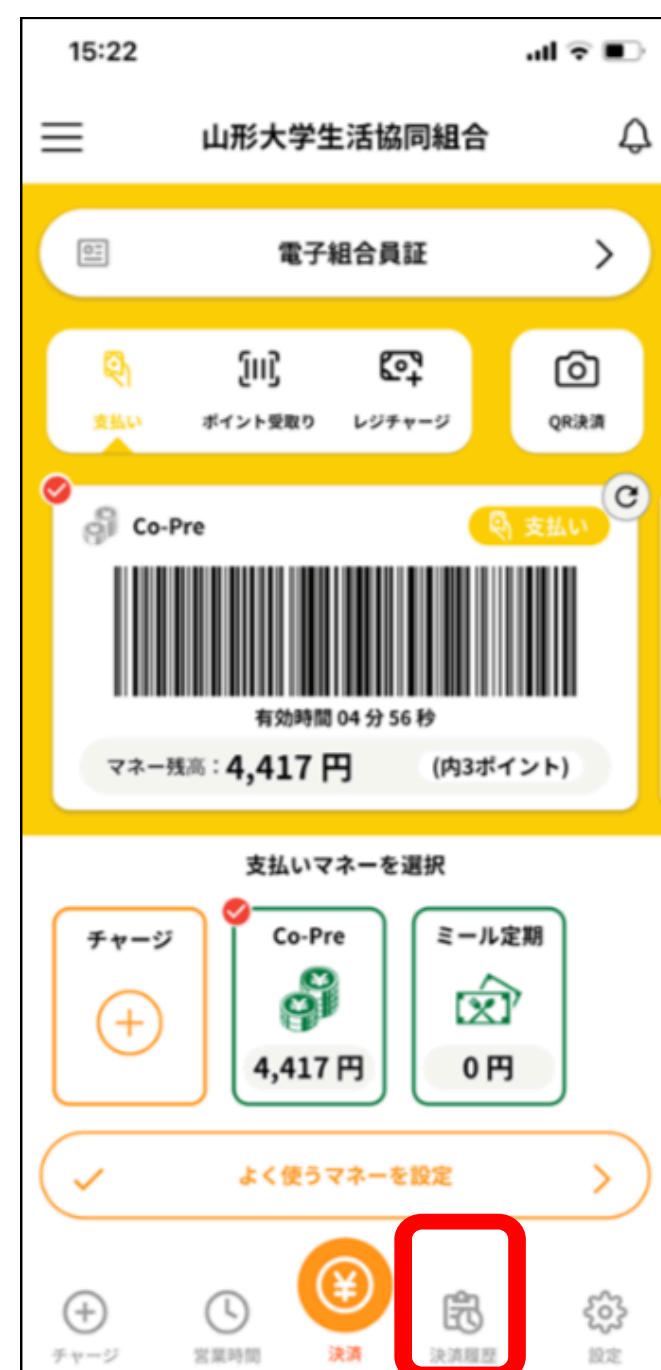 15:22
山形大学生活協同組合
電子組合員証
支払い ポイント受取り レジチャージ QR決済
Co-Pre 支払い
有効時間 04 分 56 秒
マネー残高：4,417 円 (内3ポイント)
支払いマネーを選択
チャージ Co-Pre ミール定期
4,417 円 0 円
よく使うマネーを設定
チャージ 営業時間 決済 決済履歴 設定